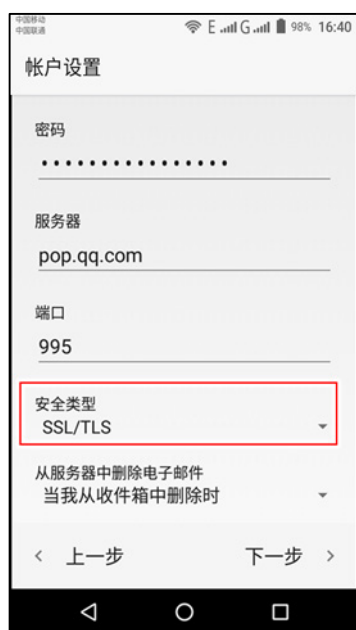 中国移动
中国联通
E G 98% 16:40
帐户设置
密码
••••••••••••••••
服务器
pop.qq.com
端口
995
安全类型
SSL/TLS
从服务器中删除电子邮件
当我从收件箱中删除时
上一步 下一步